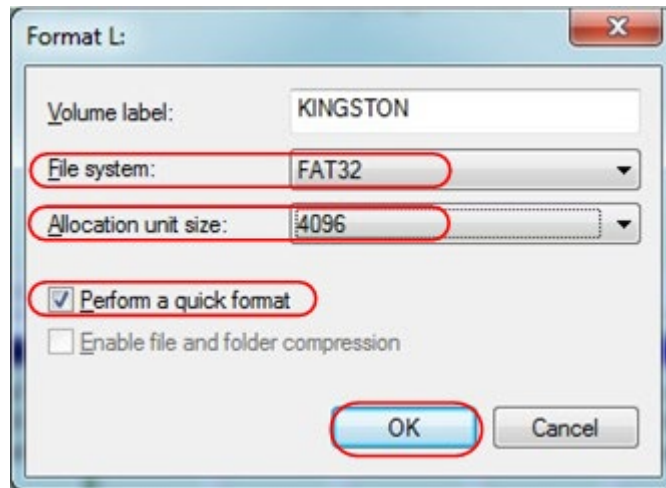 Format L:
Volume label: KINGSTON
File system: FAT32
Allocation unit size: 4096
Perform a quick format
Enable file and folder compression
OK Cancel